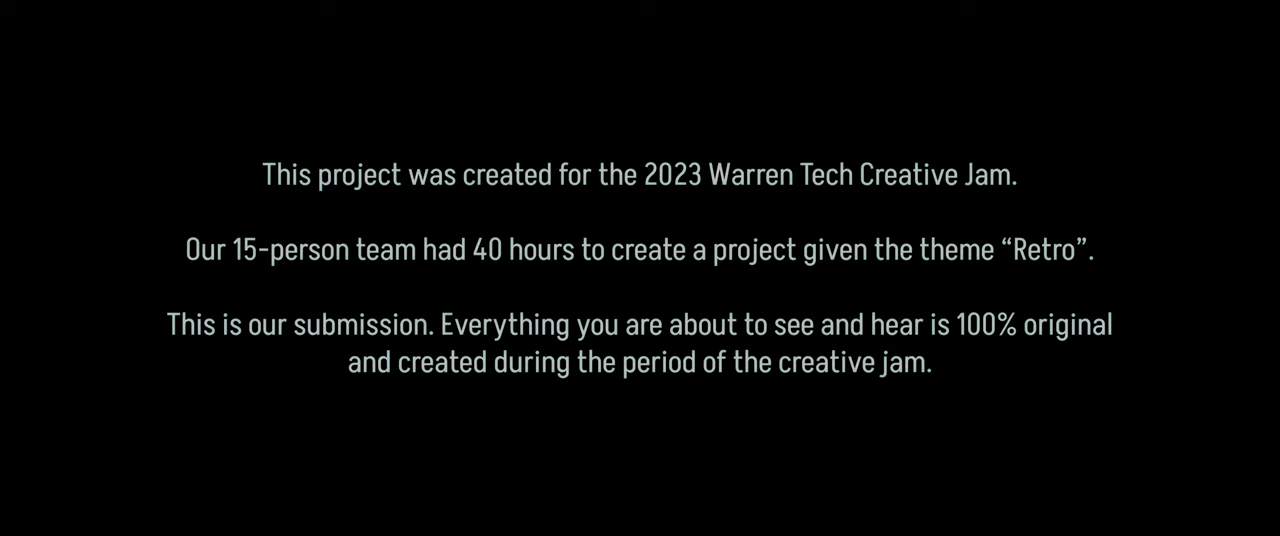 This project was created for the 2023 Warren Tech Creative Jam.
Our 15-person team had 40 hours to create a project given the theme “Retro”.
This is our submission. Everything you are about to see and hear is 100% original
and created during the period of the creative jam.